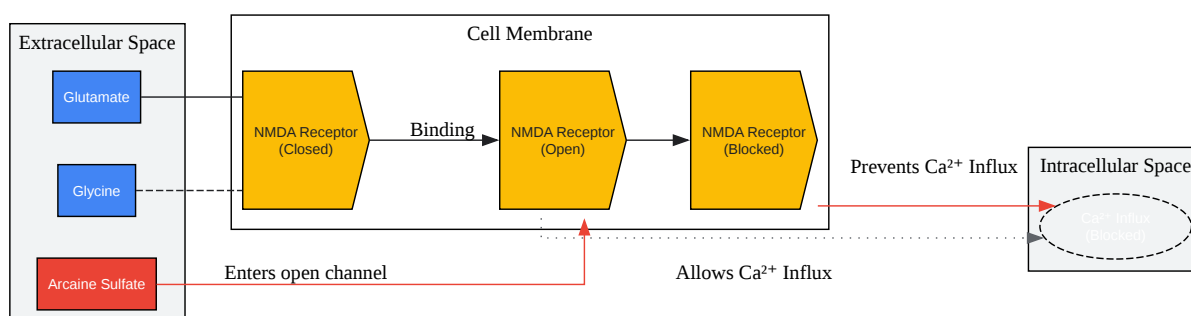 Extracellular Space
Cell Membrane
Glutamate
Glycine
Arcaine Sulfate
NMDA Receptor
(Closed)
Binding
NMDA Receptor
(Open)
NMDA Receptor
(Blocked)
Prevents Ca²⁺ Influx
Intracellular Space
Ca²⁺ Influx
(Blocked)
Enters open channel
Allows Ca²⁺ Influx